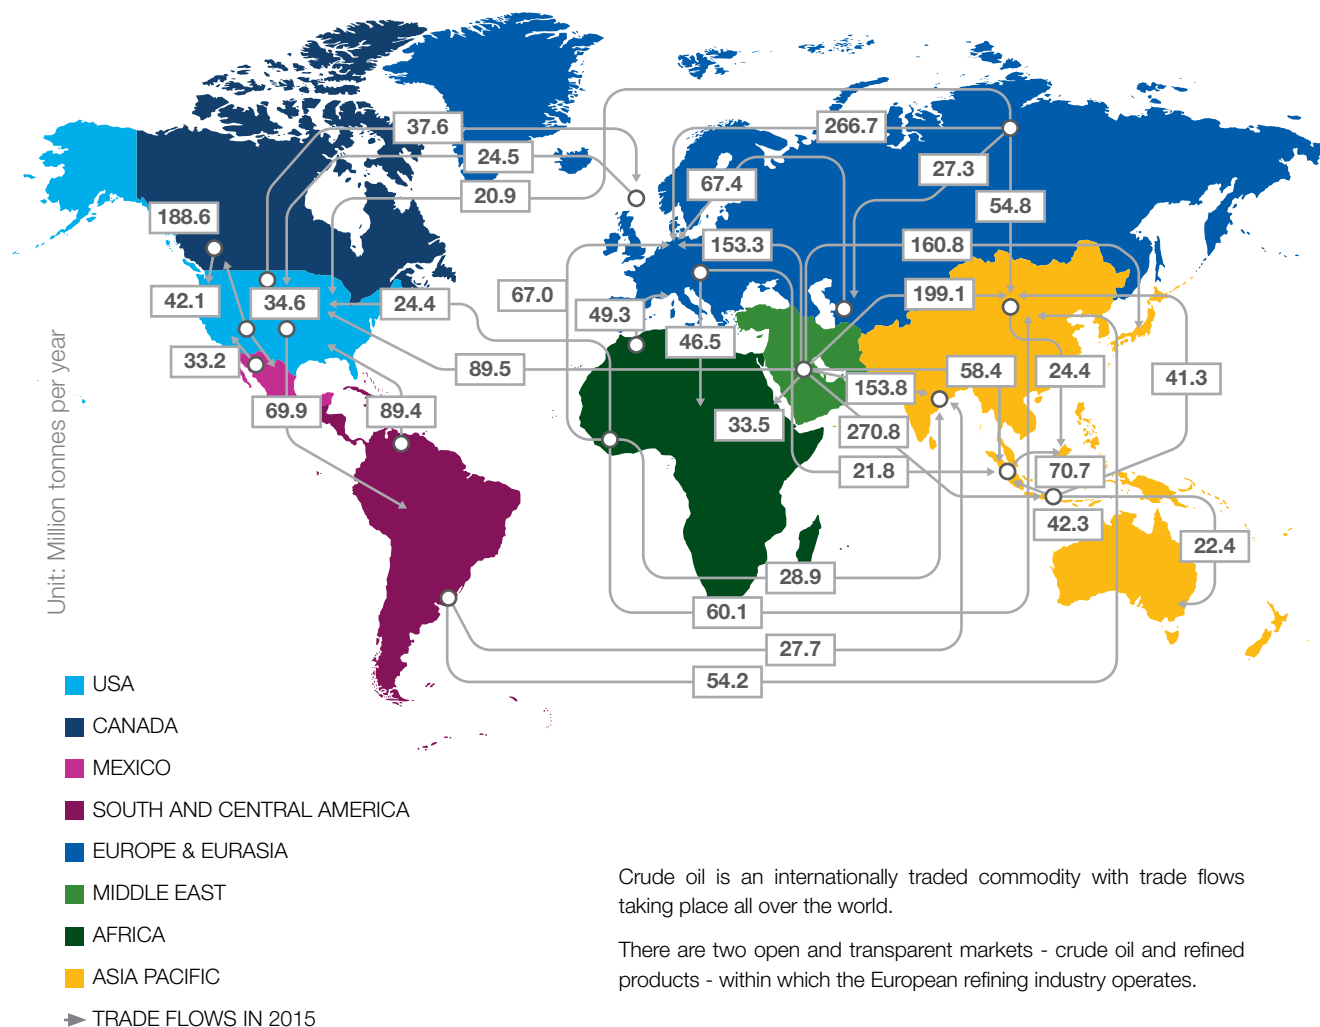 37.6
266.7
24.5
27.3
67.4
20.9
54.8
188.6
153.3
160.8
42.1
34.6
24.4
67.0
199.1
49.3
46.5
33.2
89.5
58.4
24.4
41.3
153.8
69.9
89.4
33.5
270.8
21.8
70.7
42.3
22.4
28.9
60.1
27.7
54.2
Unit: Million tonnes per year
USA
CANADA
MEXICO
SOUTH AND CENTRAL AMERICA
EUROPE & EURASIA
MIDDLE EAST
AFRICA
ASIA PACIFIC
TRADE FLOWS IN 2015
Crude oil is an internationally traded commodity with trade flows
taking place all over the world.
There are two open and transparent markets - crude oil and refined
products - within which the European refining industry operates.